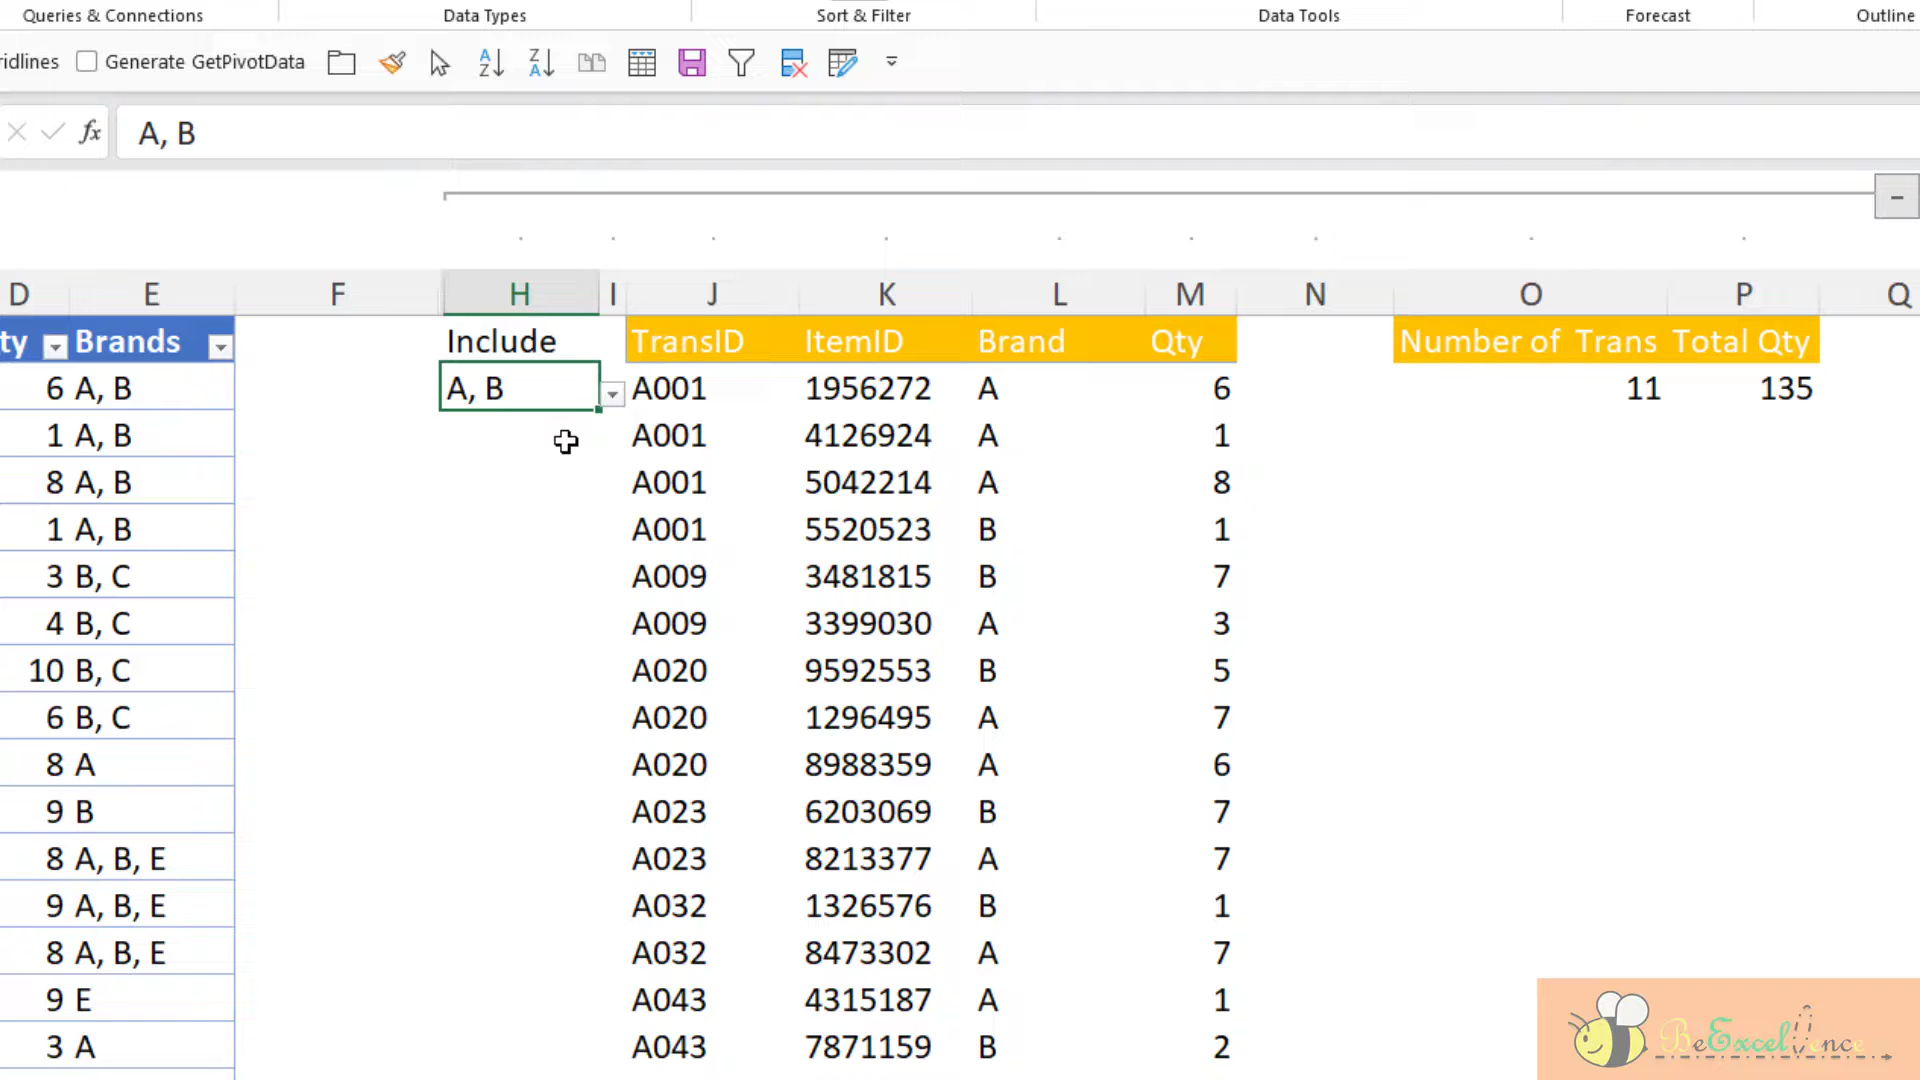 Queries & Connections Data Types Sort & Filter Data Tools Forecast Outline
ridlines Generate GetPivotData
fx A, B
D E F H I J K L M N O P Q
ty Brands Include TransID ItemID Brand Qty Number of Trans Total Qty
6 A, B A, B A001 1956272 A 6 11 135
1 A, B A001 4126924 A 1
8 A, B A001 5042214 A 8
1 A, B A001 5520523 B 1
3 B, C A009 3481815 B 7
4 B, C A009 3399030 A 3
10 B, C A020 9592553 B 5
6 B, C A020 1296495 A 7
8 A A020 8988359 A 6
9 B A023 6203069 B 7
8 A, B, E A023 8213377 A 7
9 A, B, E A032 1326576 B 1
8 A, B, E A032 8473302 A 7
9 E A043 4315187 A 1
3 A A043 7871159 B 2
BeExcellence